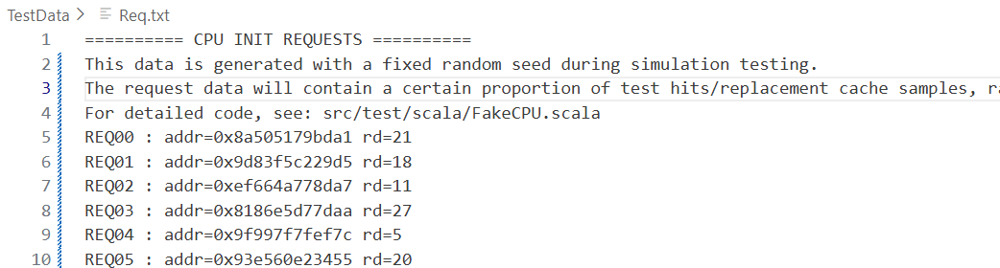 TestData > Req.txt
1 ========== CPU INIT REQUESTS ==========
2 This data is generated with a fixed random seed during simulation testing.
3 The request data will contain a certain proportion of test hits/replacement cache samples,
4 For detailed code, see: src/test/scala/FakeCPU.scala
5 REQ00 : addr=0x8a505179bda1 rd=21
6 REQ01 : addr=0x9d83f5c229d5 rd=18
7 REQ02 : addr=0xef664a778da7 rd=11
8 REQ03 : addr=0x8186e5d77daa rd=27
9 REQ04 : addr=0x9f997f7fef7c rd=5
10 REQ05 : addr=0x93e560e23455 rd=20